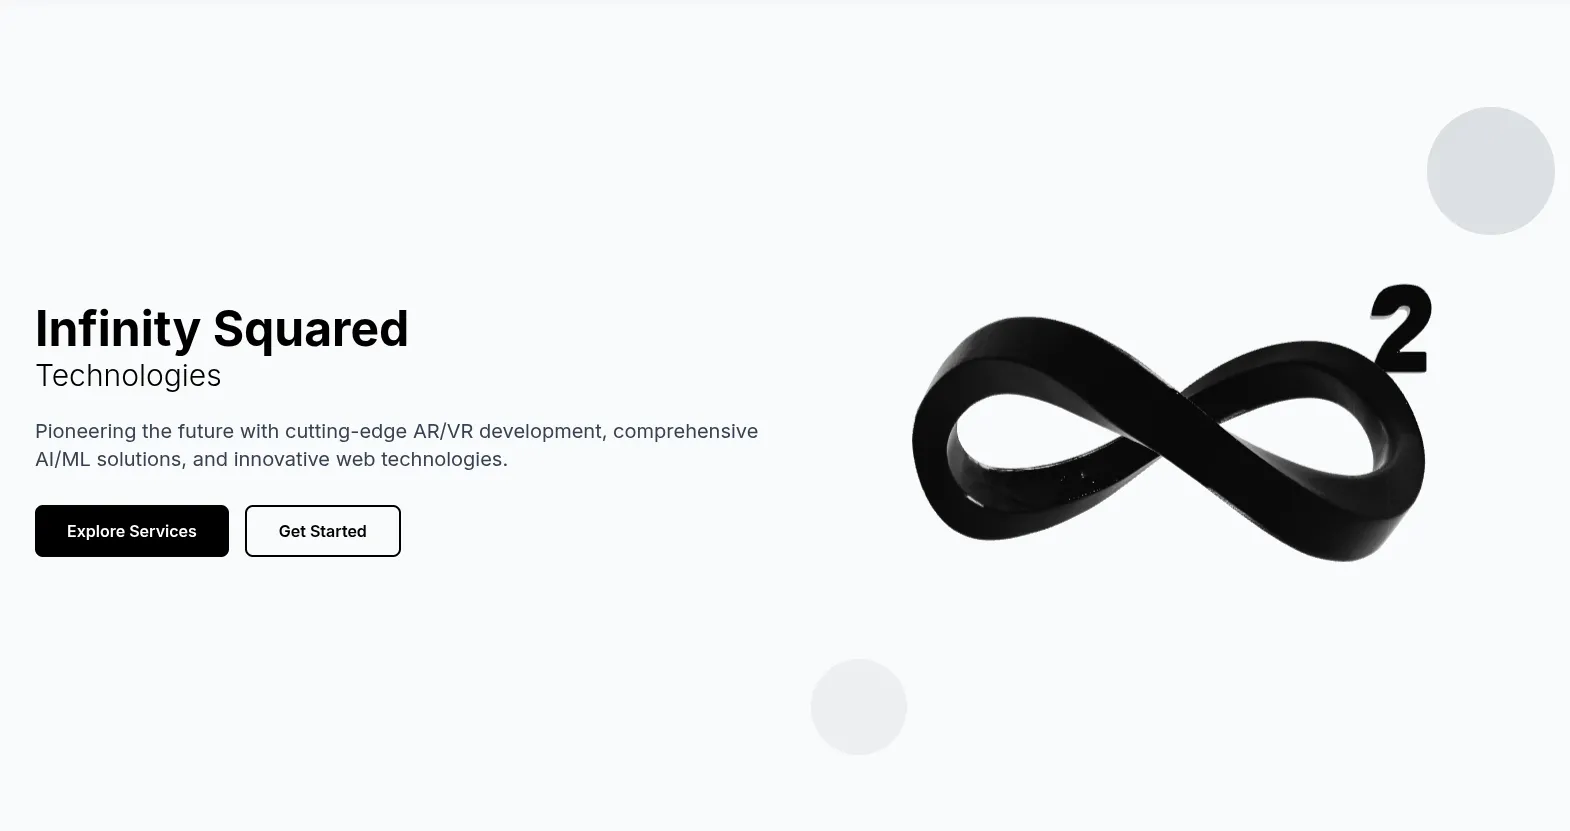 Infinity Squared
Technologies
Pioneering the future with cutting-edge AR/VR development, comprehensive
AI/ML solutions, and innovative web technologies.
Explore Services
Get Started
2